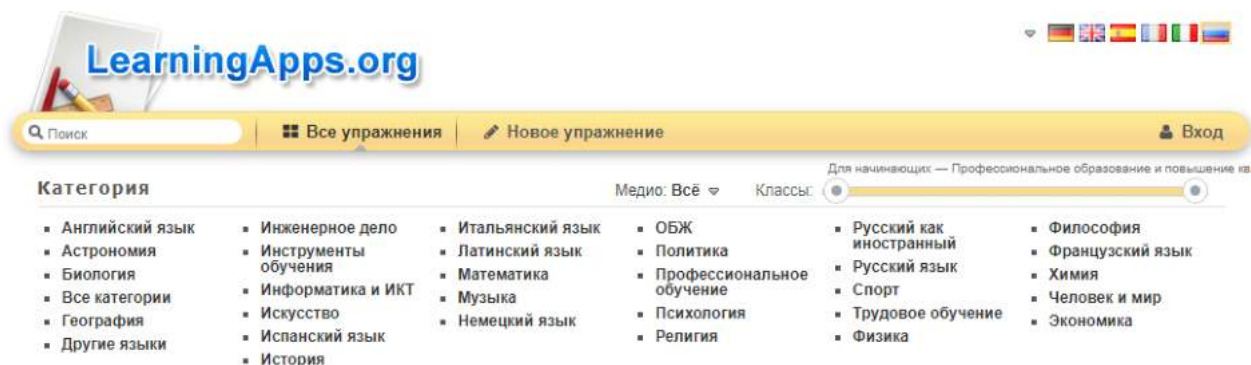 LearningApps.org
Поиск
Все упражнения
Новое упражнение
Вход
Для начинающих — Профессиональное образование и повышение кв
Категория
Медио: Всё
Классы:
Английский язык
Астрономия
Биология
Все категории
География
Другие языки
Инженерное дело
Инструменты
обучения
Информатика и ИКТ
Искусство
Испанский язык
История
Итальянский язык
Латинский язык
Математика
Музыка
Немецкий язык
ОБЖ
Политика
Профессиональное
обучение
Психология
Религия
Русский как
иностранный
Русский язык
Спорт
Трудовое обучение
Физика
Философия
Французский язык
Химия
Человек и мир
Экономика